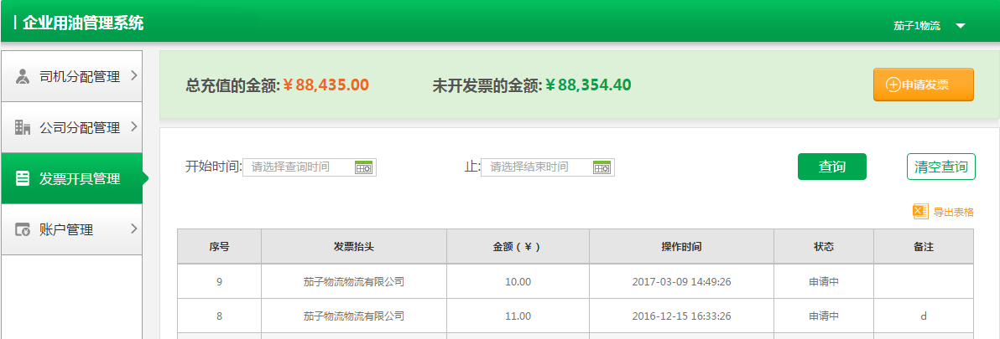 企业用油管理系统
茄子1物流
司机分配管理
公司分配管理
发票开具管理
账户管理
总充值的金额:￥88,435.00 未开发票的金额:￥88,354.40 申请发票
开始时间: 请选择查询时间 止: 请选择结束时间 查询 清空查询
导出表格
序号 发票抬头 金额（￥） 操作时间 状态 备注
9 茄子物流物流有限公司 10.00 2017-03-09 14:49:26 申请中
8 茄子物流物流有限公司 11.00 2016-12-15 16:33:26 申请中 d